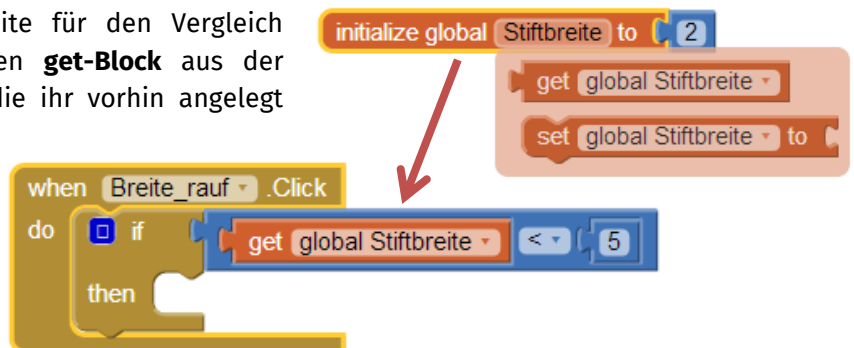 ite für den Vergleich
en get-Block aus der
die ihr vorhin angelegt
initialize global Stiftbreite to 2
get global Stiftbreite
set global Stiftbreite to
when Breite_rauf .Click
do if get global Stiftbreite < 5
then